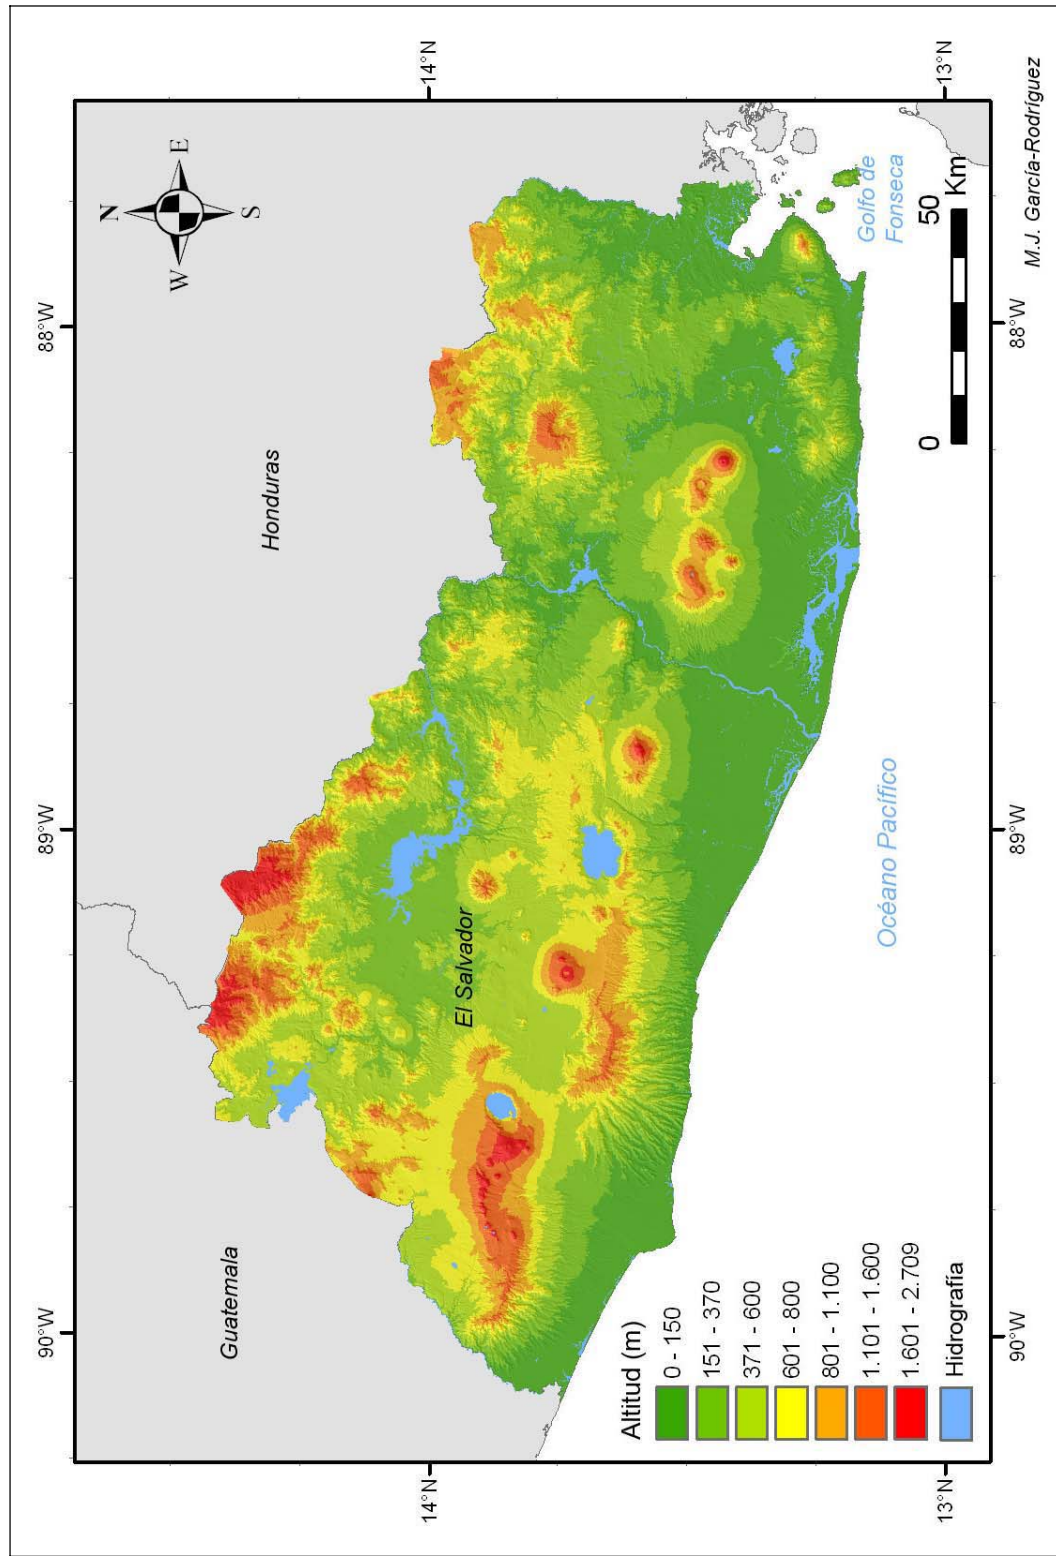 90°W
89°W
88°W
N
W
E
S
Guatemala
Honduras
14°N
14°N
El Salvador
Altitud (m)
0 - 150
151 - 370
371 - 600
601 - 800
801 - 1.100
1.101 - 1.600
1.601 - 2.709
Hidrografía
Océano Pacífico
Golfo de
Fonseca
0
50 Km
13°N
13°N
90°W
89°W
88°W
M.J. García-Rodríguez